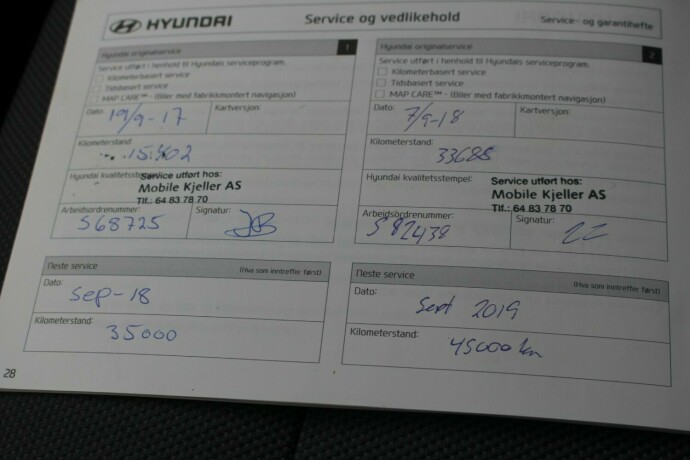 HYUNDAI Service og vedlikehold Service- og garantihefte
Hyundai originalservice 1
Service utført i henhold til Hyundais serviceprogram.
Kilometerbasert service
Tidsbasert service
MAP CARE™ - (Biler med fabrikkmontert navigasjon)
Dato: 19/9-17 Kartversjon:
Kilometerstand:
Hyundai kvalitetsstempel:
Service utført hos:
Mobile Kjeller AS
Tlf.: 64 83 78 70
Arbeidsordrenummer: Signatur:
568725
Hyundai originalservice 2
Service utført i henhold til Hyundais serviceprogram.
Kilometerbasert service
Tidsbasert service
MAP CARE™ - (Biler med fabrikkmontert navigasjon)
Dato: 7/9-18 Kartversjon:
Kilometerstand:
33685
Hyundai kvalitetsstempel:
Service utført hos:
Mobile Kjeller AS
Tlf.: 64 83 78 70
Arbeidsordrenummer: Signatur:
582438
Neste service (Hva som inntreffer først)
Dato:
Sep-18
Kilometerstand:
35000
Neste service (Hva som inntreffer først)
Dato:
Sept 2019
Kilometerstand:
45000 km
28